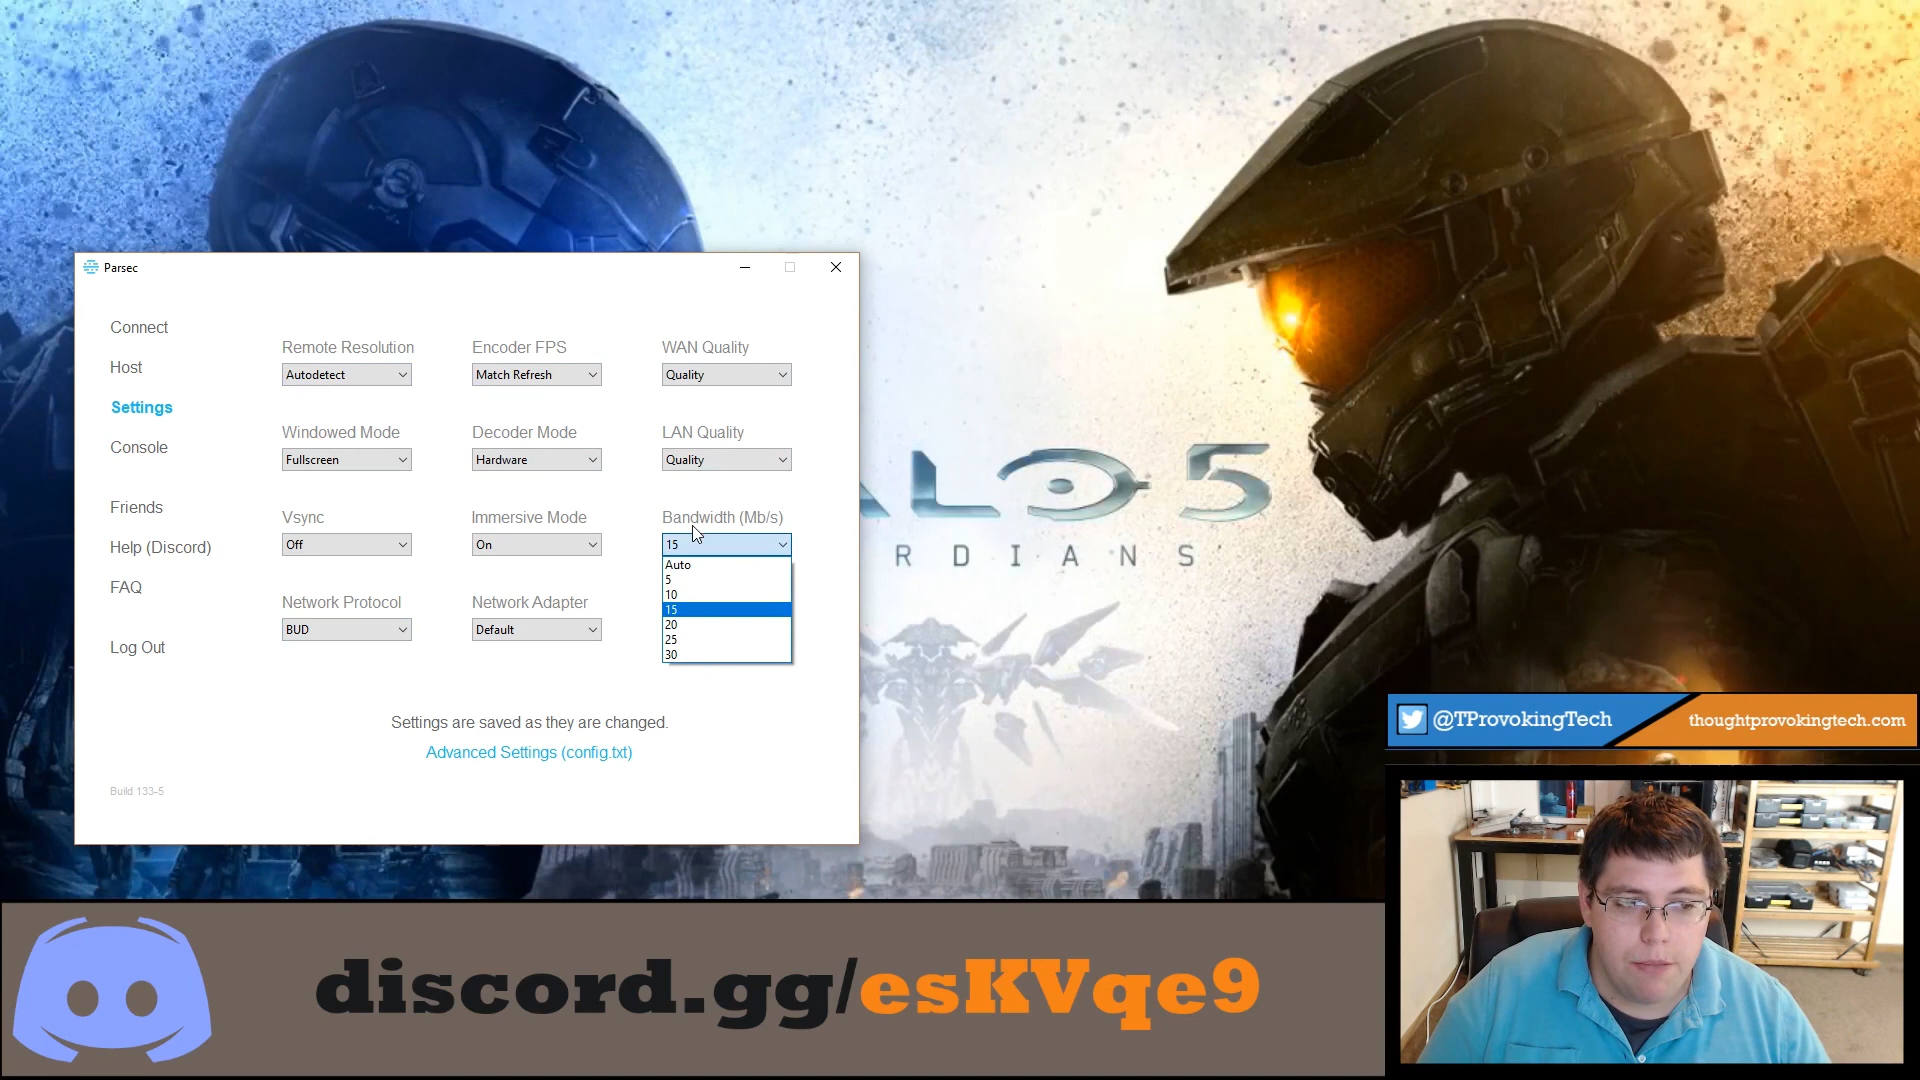 Parsec
Connect
Host
Settings
Console
Friends
Help (Discord)
FAQ
Log Out
Remote Resolution
Autodetect
Encoder FPS
Match Refresh
WAN Quality
Quality
Windowed Mode
Fullscreen
Decoder Mode
Hardware
LAN Quality
Quality
Vsync
Off
Immersive Mode
On
Bandwidth (Mb/s)
15
Auto
5
10
15
20
25
30
Network Protocol
BUD
Network Adapter
Default
Settings are saved as they are changed.
Advanced Settings (config.txt)
Build 133-5
ALO 5
RDIANS
@TProvokingTech
thoughtprovokingtech.com
discord.gg/esKVqe9